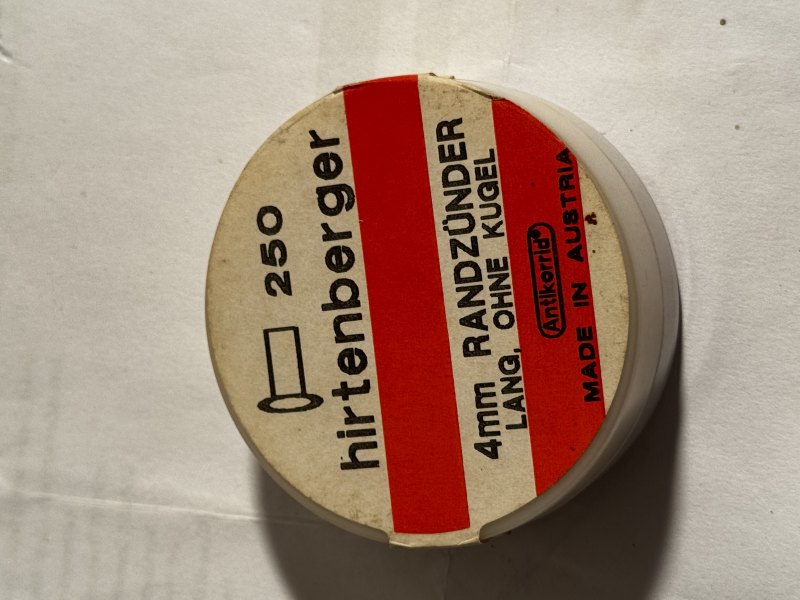 250
hirtenberger
4mm RANDZÜNDER
LANG, OHNE KUGEL
Antikorrid®
MADE IN AUSTRIA